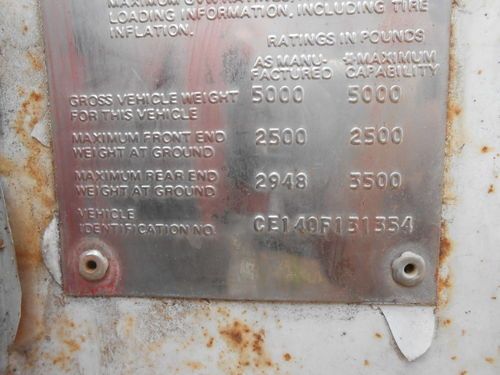 LOADING INFORMATION, INCLUDING TIRE
INFLATION.
RATINGS IN POUNDS
AS MANU- ‡MAXIMUM
FACTURED CAPABILITY
GROSS VEHICLE WEIGHT 5000 5000
FOR THIS VEHICLE
MAXIMUM FRONT END 2500 2500
WEIGHT AT GROUND
MAXIMUM REAR END 2948 3500
WEIGHT AT GROUND
VEHICLE
IDENTIFICATION NO. CE140F131354